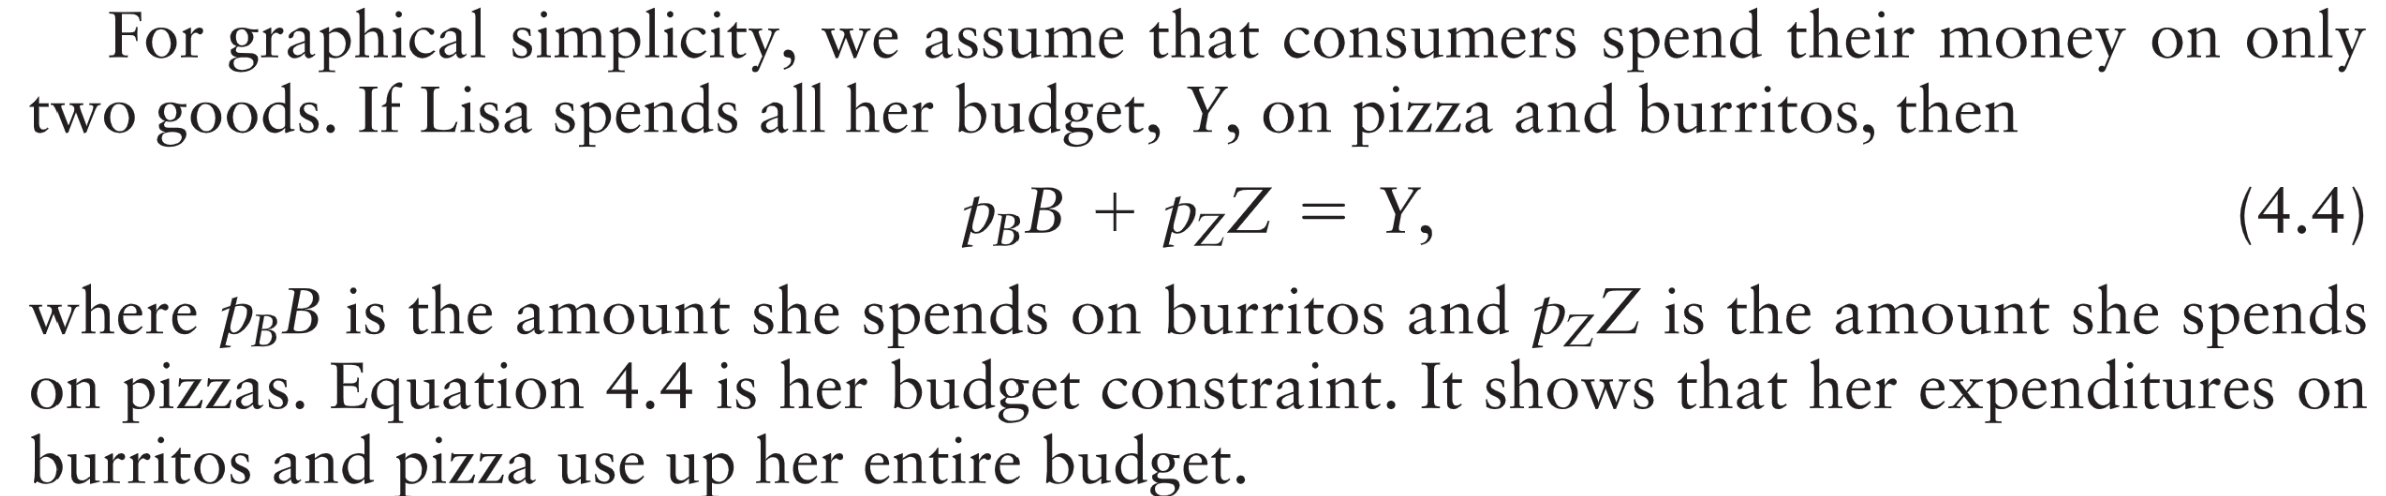 For graphical simplicity, we assume that consumers spend their money on only
two goods. If Lisa spends all her budget, Y, on pizza and burritos, then
p_B B + p_Z Z = Y, (4.4)
where p_B B is the amount she spends on burritos and p_Z Z is the amount she spends
on pizzas. Equation 4.4 is her budget constraint. It shows that her expenditures on
burritos and pizza use up her entire budget.